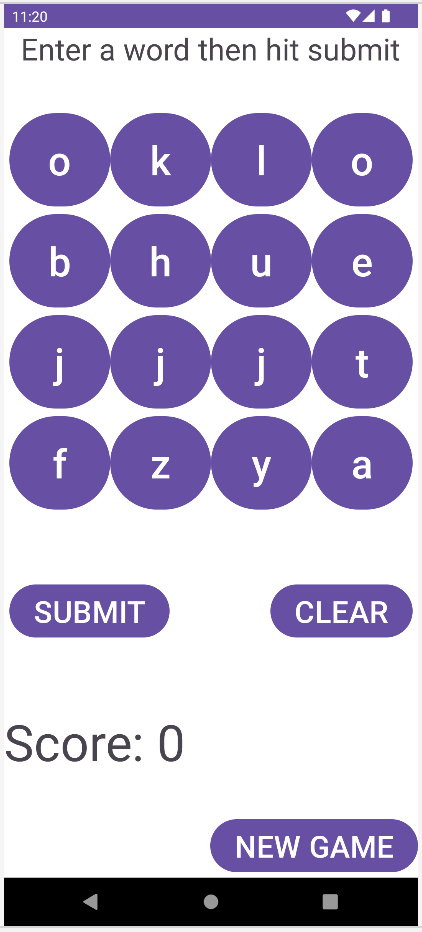 11:20
Enter a word then hit submit
o k l o
b h u e
j j j t
f z y a
SUBMIT CLEAR
Score: 0
NEW GAME